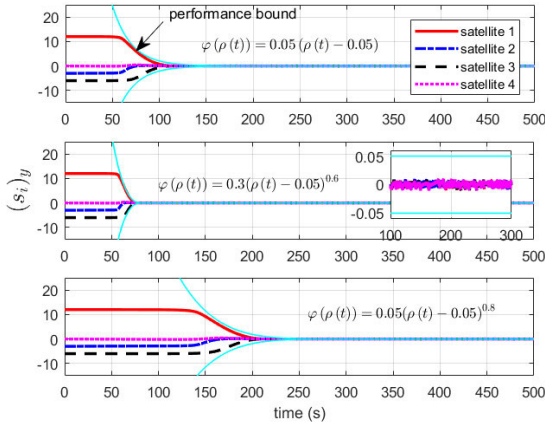 performance bound
φ(ρ(t)) = 0.05(ρ(t) − 0.05)
satellite 1
satellite 2
satellite 3
satellite 4
20
10
0
-10
0 50 100 150 200 250 300 350 400 450 500
(s_i)_y
φ(ρ(t)) = 0.3(ρ(t) − 0.05)^0.6
20
10
0
-10
0.05
0
-0.05
100 200 300
0 50 100 150 200 250 300 350 400 450 500
φ(ρ(t)) = 0.05(ρ(t) − 0.05)^0.8
20
10
0
-10
0 50 100 150 200 250 300 350 400 450 500
time (s)